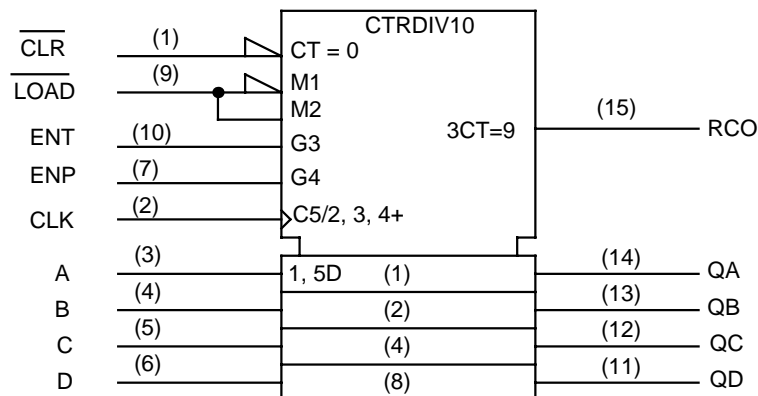 CTRDIV10
CLR (1) CT = 0
LOAD (9) M1
M2
ENT (10) G3 3CT=9 (15) RCO
ENP (7) G4
CLK (2) C5/2, 3, 4+
A (3) 1, 5D (1) (14) QA
B (4) (2) (13) QB
C (5) (4) (12) QC
D (6) (8) (11) QD